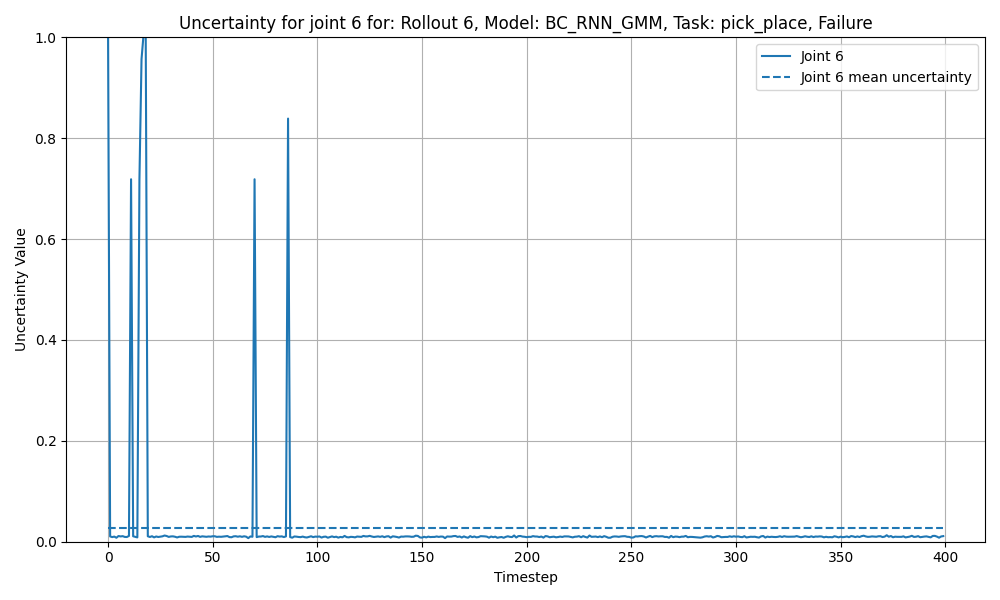 Uncertainty for joint 6 for: Rollout 6, Model: BC_RNN_GMM, Task: pick_place, Failure
Joint 6
Joint 6 mean uncertainty
Uncertainty Value
1.0
0.8
0.6
0.4
0.2
0.0
0 50 100 150 200 250 300 350 400
Timestep